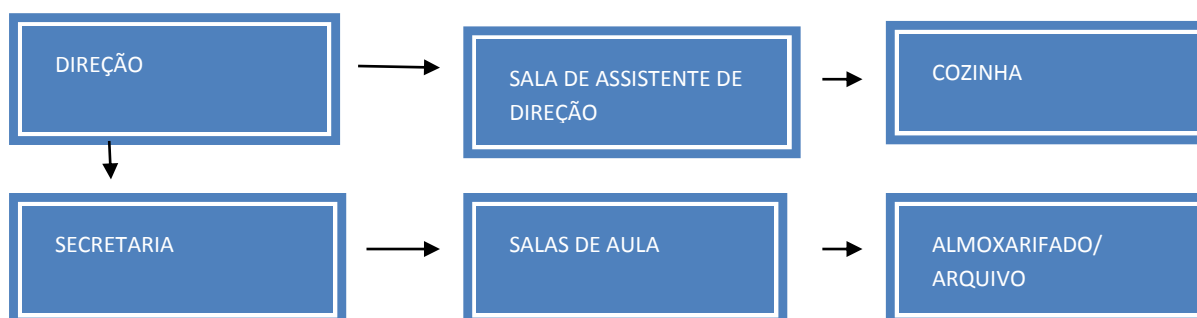 DIREÇÃO
SALA DE ASSISTENTE DE
DIREÇÃO
COZINHA
SECRETARIA
SALAS DE AULA
ALMOXARIFADO/
ARQUIVO